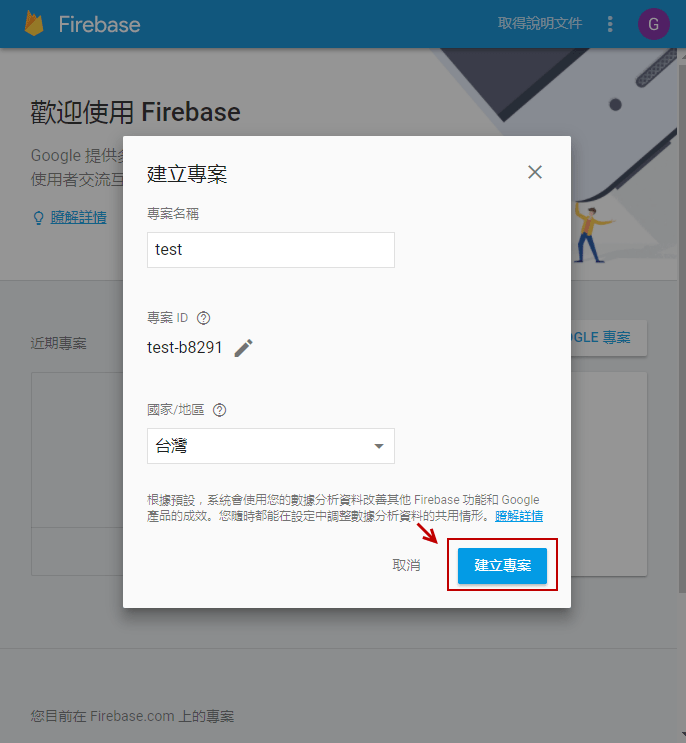 Firebase
取得說明文件
G
歡迎使用 Firebase
Google 提供
使用者交流互
瞭解詳情
建立專案
專案名稱
test
專案 ID
test-b8291
國家/地區
台灣
根據預設，系統會使用您的數據分析資料改善其他 Firebase 功能和 Google
產品的成效。您隨時都能在設定中調整數據分析資料的共用情形。瞭解詳情
取消
建立專案
近期專案
OGLE 專案
您目前在 Firebase.com 上的專案